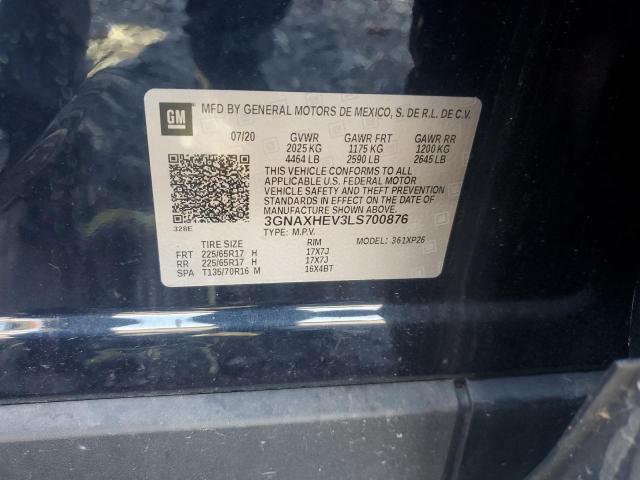 GM
MFD BY GENERAL MOTORS DE MEXICO, S. DE R.L. DE C.V.
07/20 GVWR GAWR FRT GAWR RR
2025 KG 1175 KG 1200 KG
4464 LB 2590 LB 2645 LB
THIS VEHICLE CONFORMS TO ALL
APPLICABLE U.S. FEDERAL MOTOR
VEHICLE SAFETY AND THEFT PREVENTION
STANDARDS IN EFFECT ON THE DATE OF
MANUFACTURE SHOWN ABOVE.
328E 3GNAXHEV3LS700876
TYPE: M.P.V.
TIRE SIZE RIM MODEL: 361XP26
FRT 225/65R17 H 17X7J
RR 225/65R17 H 17X7J
SPA T135/70R16 M 16X4BT